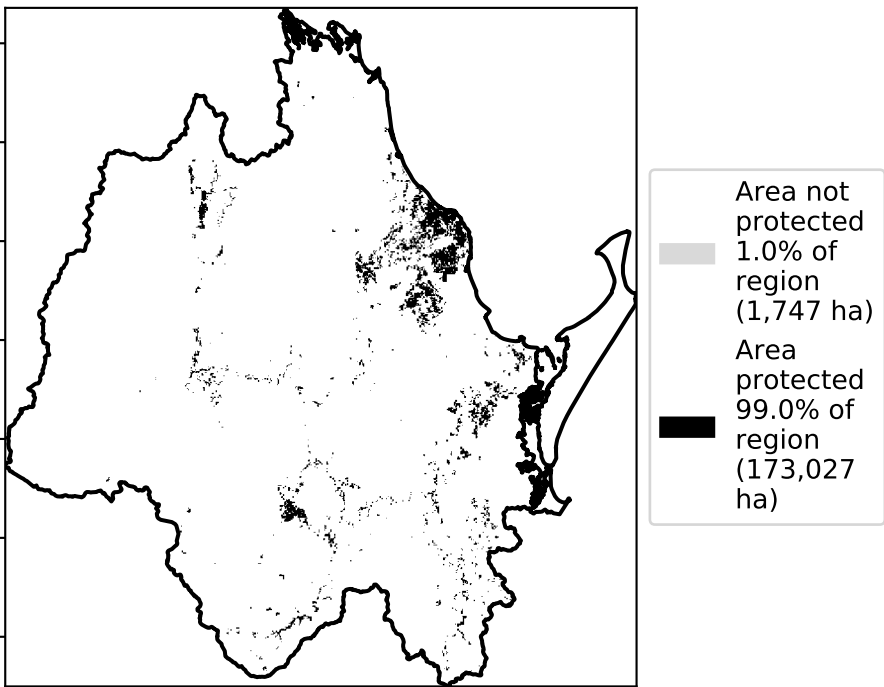 Area not
protected
1.0% of
region
(1,747 ha)
Area
protected
99.0% of
region
(173,027
ha)